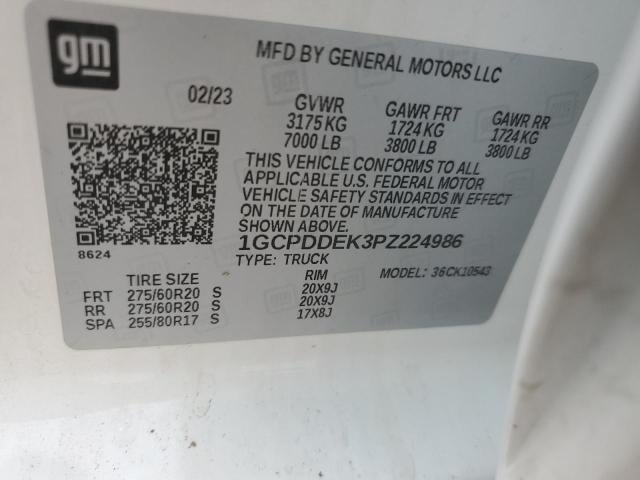 gm
MFD BY GENERAL MOTORS LLC
02/23 GVWR GAWR FRT GAWR RR
3175 KG 1724 KG 1724 KG
7000 LB 3800 LB 3800 LB
THIS VEHICLE CONFORMS TO ALL
APPLICABLE U.S. FEDERAL MOTOR
VEHICLE SAFETY STANDARDS IN EFFECT
ON THE DATE OF MANUFACTURE
SHOWN ABOVE.
8624 1GCPDDEK3PZ224986
TYPE: TRUCK MODEL: 36CK10543
TIRE SIZE RIM
FRT 275/60R20 S 20X9J
RR 275/60R20 S 20X9J
SPA 255/80R17 S 17X8J